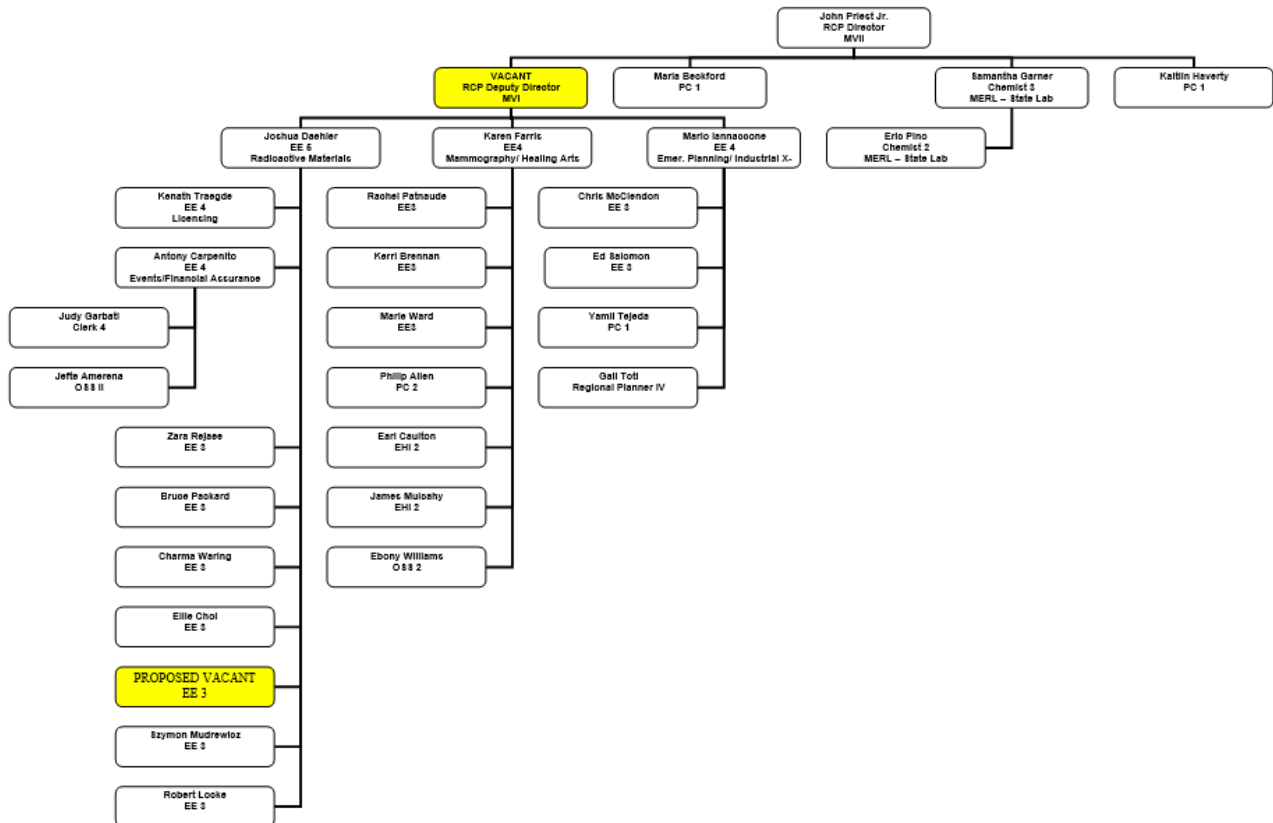 John Priest Jr.
RCP Director
MVII
VACANT
RCP Deputy Director
MVI
Maria Beckford
PC 1
Samantha Garner
Chemist 3
MERL – State Lab
Kaitlin Haverty
PC 1
Joshua Daehler
EE 5
Radioactive Materials
Karen Farris
EE4
Mammography/ Healing Arts
Mario Iannaccone
EE 4
Emer. Planning/ Industrial X-
Eric Pino
Chemist 2
MERL – State Lab
Kenath Traegde
EE 4
Licensing
Rachel Patnaude
EE3
Chris McClendon
EE 3
Antony Carpenito
EE 4
Events/Financial Assurance
Kerri Brennan
EE3
Ed Salomon
EE 3
Judy Garbati
Clerk 4
Marie Ward
EE3
Yamil Tejeda
PC 1
Jefte Amerena
OSS II
Philip Allen
PC 2
Gail Toti
Regional Planner IV
Zara Rejaee
EE 3
Earl Caulton
EHI 2
Bruce Packard
EE 3
James Mulcahy
EHI 2
Charma Waring
EE 3
Ebony Williams
OSS 2
Ellie Choi
EE 3
PROPOSED VACANT
EE 3
Szymon Mudrewicz
EE 3
Robert Locke
EE 3